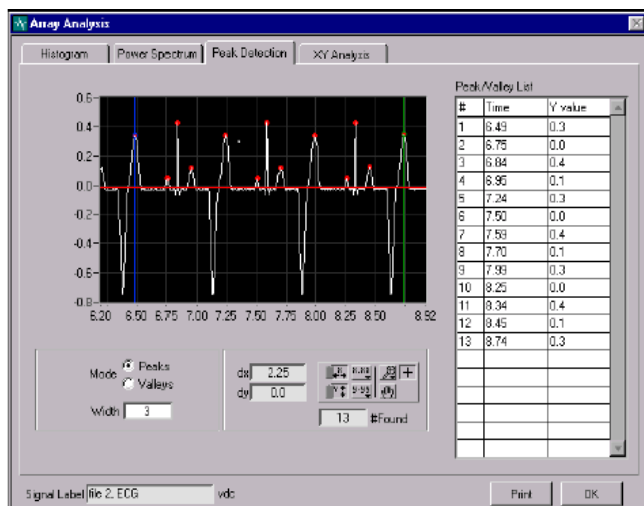 Array Analysis
Histogram Power Spectrum Peak Detection XY Analysis
Peak/Valley List
# Time Y value
1 6.49 0.3
2 6.75 0.0
3 6.84 0.4
4 6.95 0.1
5 7.24 0.3
6 7.50 0.0
7 7.59 0.4
8 7.70 0.1
9 7.99 0.3
10 8.25 0.0
11 8.34 0.4
12 8.45 0.1
13 8.74 0.3
0.6
0.4
0.2
0.0
-0.2
-0.4
-0.6
-0.8
6.20 6.50 6.75 7.00 7.25 7.50 7.75 8.00 8.25 8.50 8.92
Mode Peaks
Valleys
Width 3
dx 2.25
dy 0.0
13 #Found
Signal Label file 2, ECG vdc
Print OK